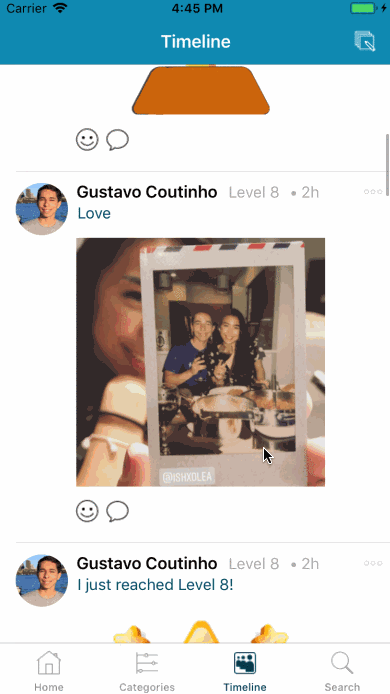 Carrier 4:45 PM
Timeline
Gustavo Coutinho Level 8 • 2h
Love
@ISHXDLEA
Gustavo Coutinho Level 8 • 2h
I just reached Level 8!
Home Categories Timeline Search